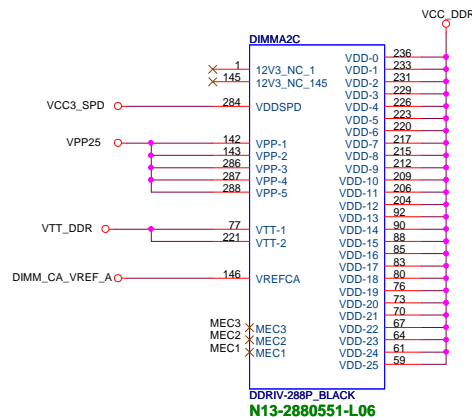 VCC_DDR
DIMMA2C
1 12V3_NC_1 VDD-0 236
145 12V3_NC_145 VDD-1 233
VDD-2 231
VDD-3 229
VCC3_SPD 284 VDDSPD VDD-4 226
VDD-5 223
VDD-6 220
VPP25 142 VPP-1 VDD-7 217
143 VPP-2 VDD-8 215
286 VPP-3 VDD-9 212
287 VPP-4 VDD-10 209
288 VPP-5 VDD-11 206
VDD-12 204
VDD-13 92
VTT_DDR 77 VTT-1 VDD-14 90
221 VTT-2 VDD-15 88
VDD-16 85
VDD-17 83
DIMM_CA_VREF_A 146 VREFCA VDD-18 80
VDD-19 76
VDD-20 73
VDD-21 70
MEC3 MEC3 VDD-22 67
MEC2 MEC2 VDD-23 64
MEC1 MEC1 VDD-24 61
VDD-25 59
DDRIV-288P_BLACK
N13-2880551-L06